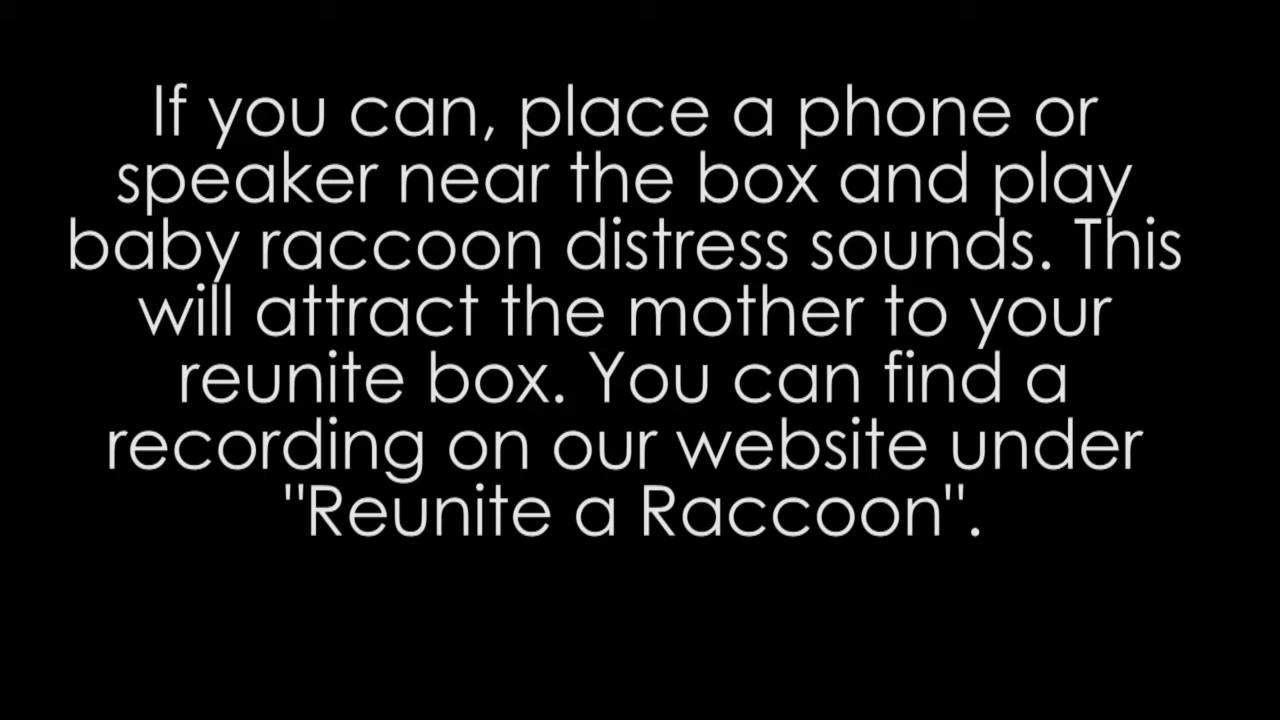 If you can, place a phone or
speaker near the box and play
baby raccoon distress sounds. This
will attract the mother to your
reunite box. You can find a
recording on our website under
"Reunite a Raccoon".